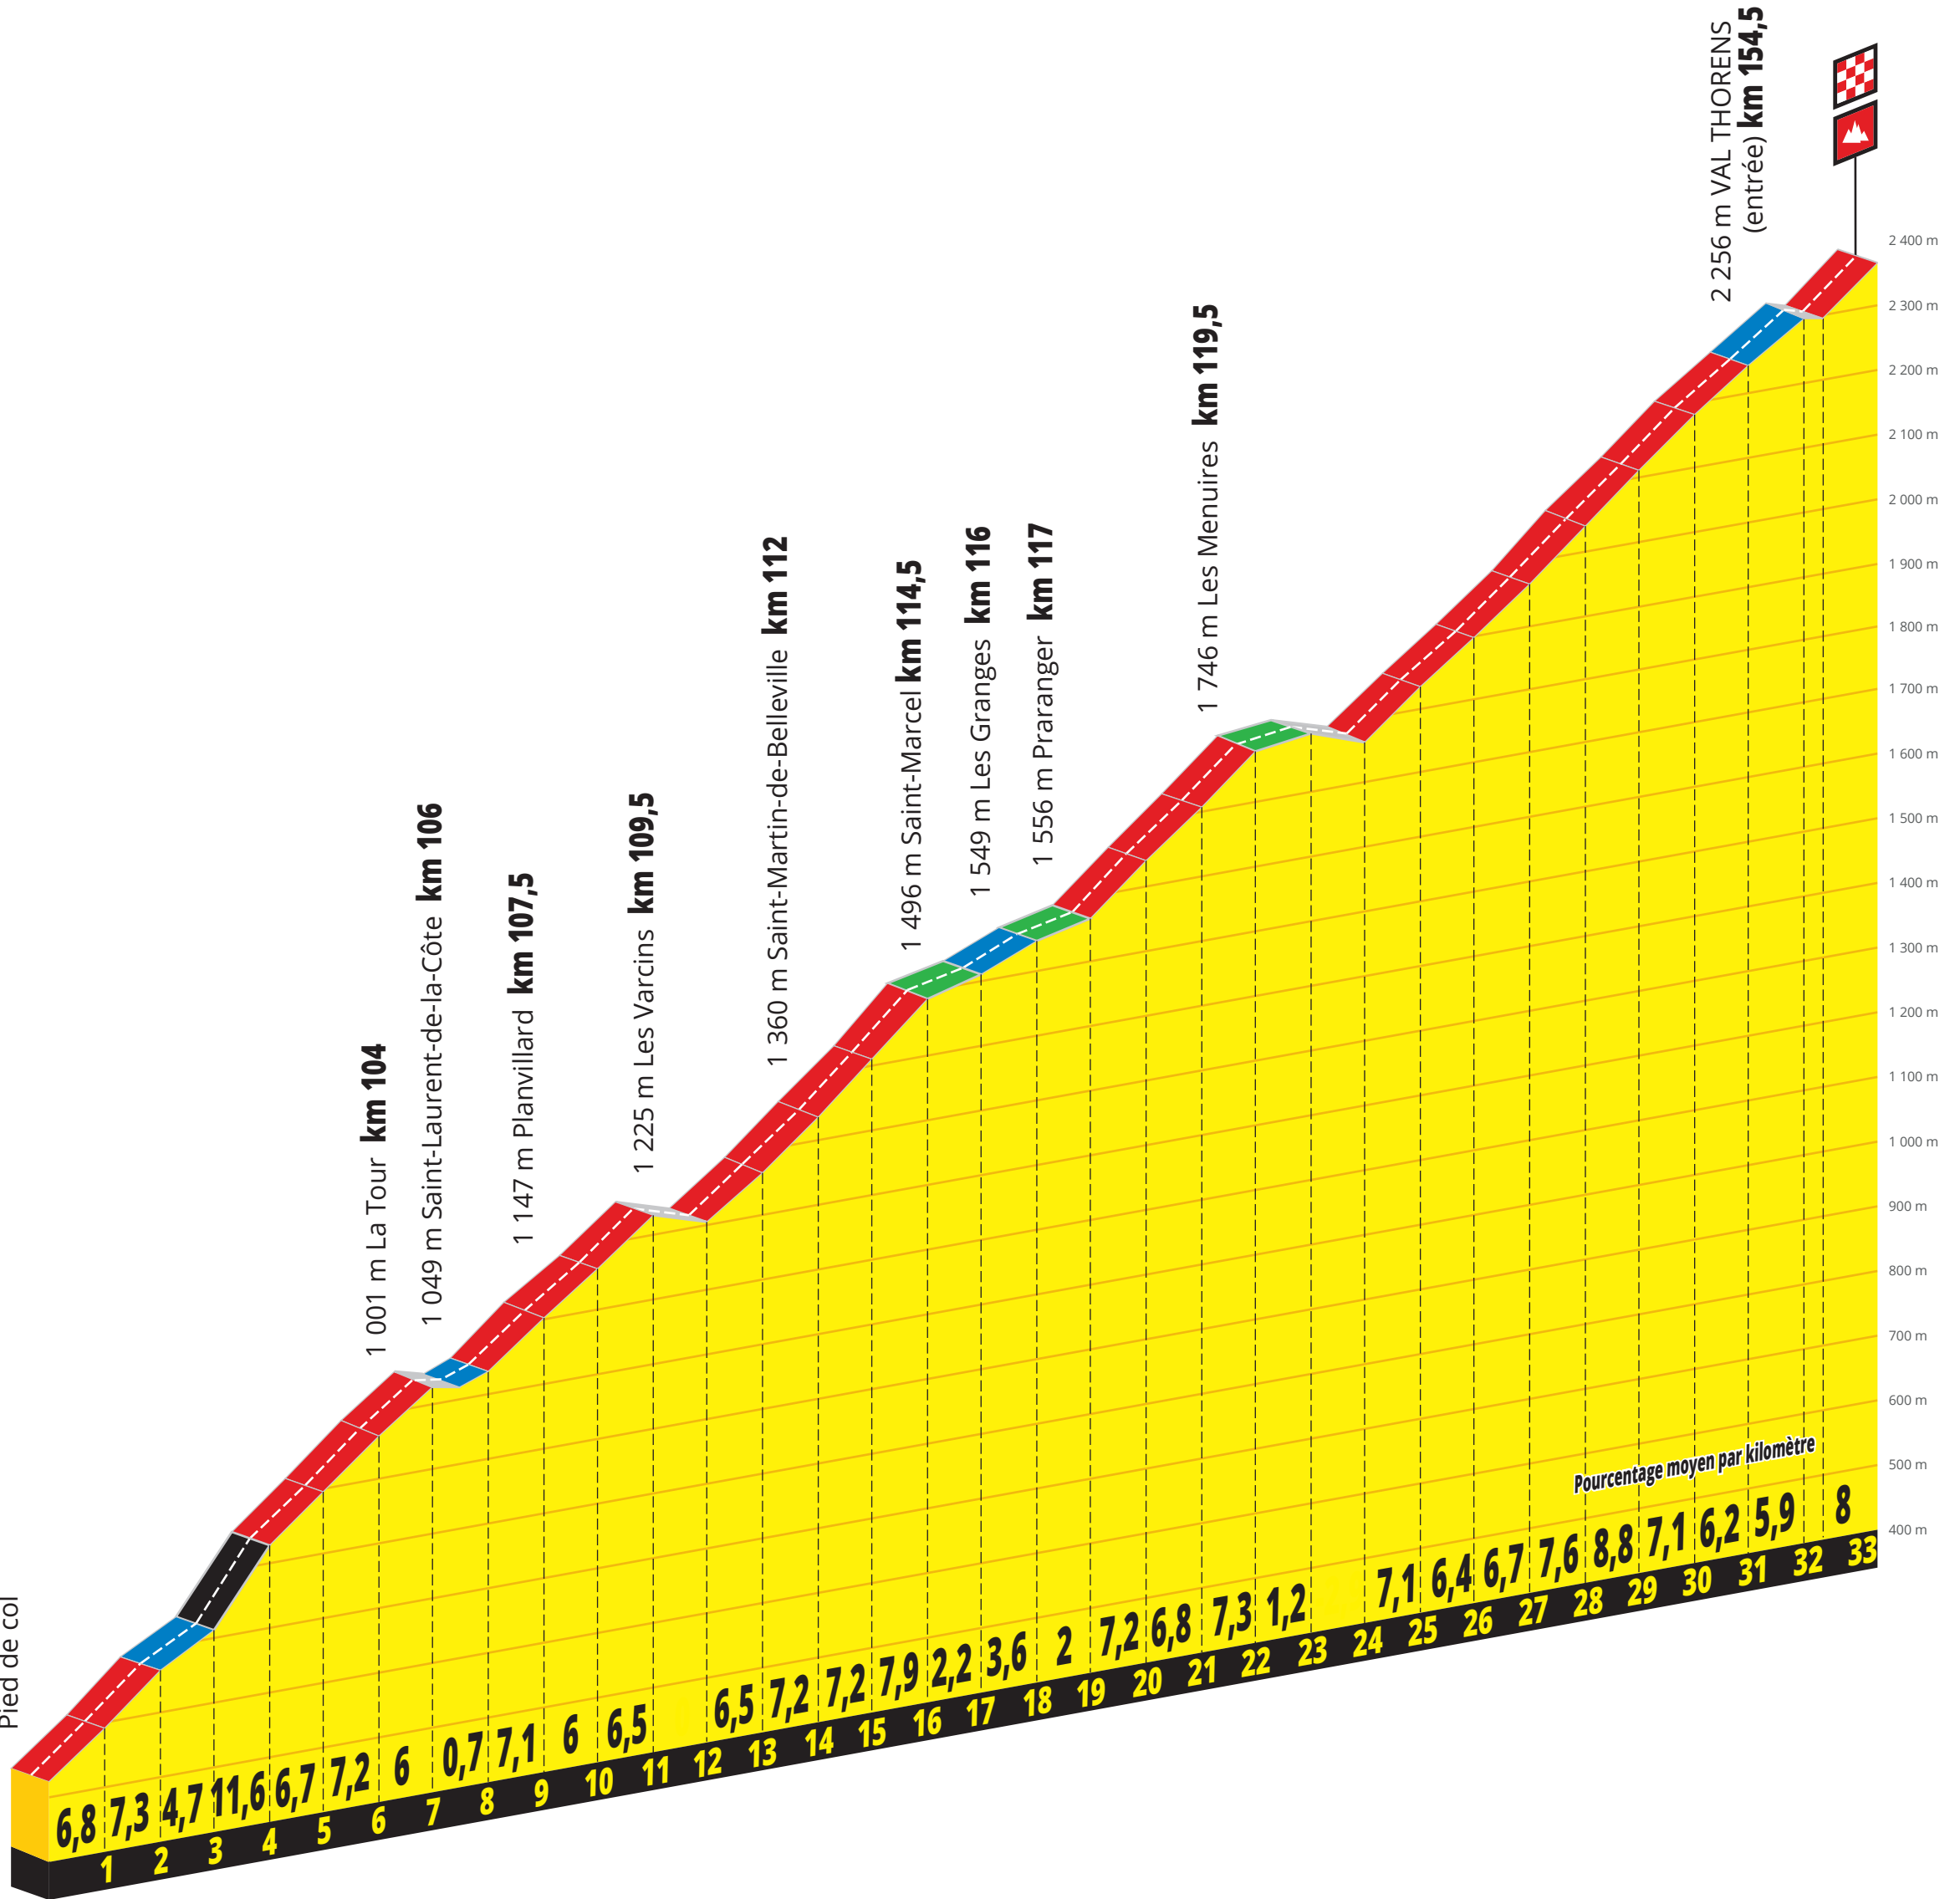 2 256 m VAL THORENS
(entrée) km 154,5
1 746 m Les Menuires km 119,5
1 556 m Praranger km 117
1 549 m Les Granges km 116
1 496 m Saint-Marcel km 114,5
1 360 m Saint-Martin-de-Belleville km 112
1 225 m Les Varcins km 109,5
1 147 m Planvillard km 107,5
1 049 m Saint-Laurent-de-la-Côte km 106
1 001 m La Tour km 104
Pied de col
2 400 m
2 300 m
2 200 m
2 100 m
2 000 m
1 900 m
1 800 m
1 700 m
1 600 m
1 500 m
1 400 m
1 300 m
1 200 m
1 100 m
1 000 m
900 m
800 m
700 m
600 m
500 m
400 m
Pourcentage moyen par kilomètre
6,8 7,3 4,7 11,6 6,7 7,2 6 0,7 7,1 6 6,5 6,5 7,2 7,2 7,9 2,2 3,6 2 7,2 6,8 7,3 1,2 7,1 6,4 6,7 7,6 8,8 7,1 6,2 5,9 8
1 2 3 4 5 6 7 8 9 10 11 12 13 14 15 16 17 18 19 20 21 22 23 24 25 26 27 28 29 30 31 32 33